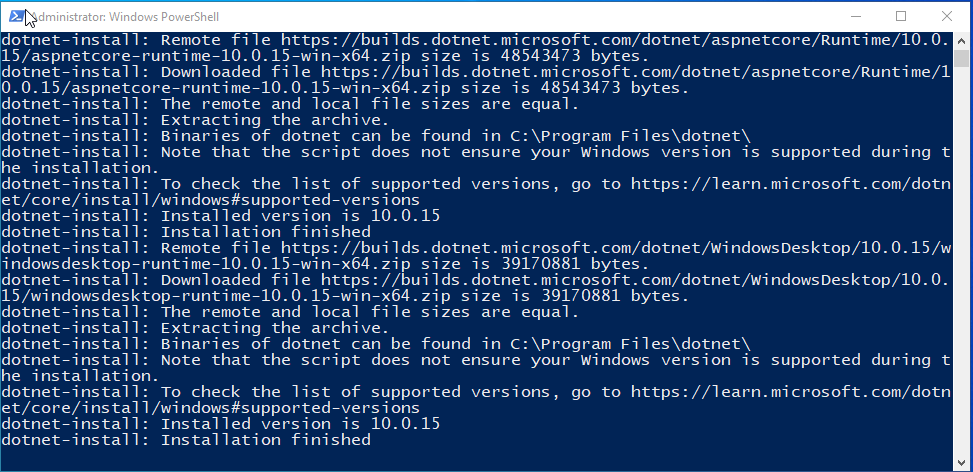 Administrator: Windows PowerShell
dotnet-install: Remote file https://builds.dotnet.microsoft.com/dotnet/aspnetcore/Runtime/10.0.
15/aspnetcore-runtime-10.0.15-win-x64.zip size is 48543473 bytes.
dotnet-install: Downloaded file https://builds.dotnet.microsoft.com/dotnet/aspnetcore/Runtime/1
0.0.15/aspnetcore-runtime-10.0.15-win-x64.zip size is 48543473 bytes.
dotnet-install: The remote and local file sizes are equal.
dotnet-install: Extracting the archive.
dotnet-install: Binaries of dotnet can be found in C:\Program Files\dotnet\
dotnet-install: Note that the script does not ensure your Windows version is supported during t
he installation.
dotnet-install: To check the list of supported versions, go to https://learn.microsoft.com/dotn
et/core/install/windows#supported-versions
dotnet-install: Installed version is 10.0.15
dotnet-install: Installation finished
dotnet-install: Remote file https://builds.dotnet.microsoft.com/dotnet/WindowsDesktop/10.0.15/w
indowsdesktop-runtime-10.0.15-win-x64.zip size is 39170881 bytes.
dotnet-install: Downloaded file https://builds.dotnet.microsoft.com/dotnet/WindowsDesktop/10.0.
15/windowsdesktop-runtime-10.0.15-win-x64.zip size is 39170881 bytes.
dotnet-install: The remote and local file sizes are equal.
dotnet-install: Extracting the archive.
dotnet-install: Binaries of dotnet can be found in C:\Program Files\dotnet\
dotnet-install: Note that the script does not ensure your Windows version is supported during t
he installation.
dotnet-install: To check the list of supported versions, go to https://learn.microsoft.com/dotn
et/core/install/windows#supported-versions
dotnet-install: Installed version is 10.0.15
dotnet-install: Installation finished